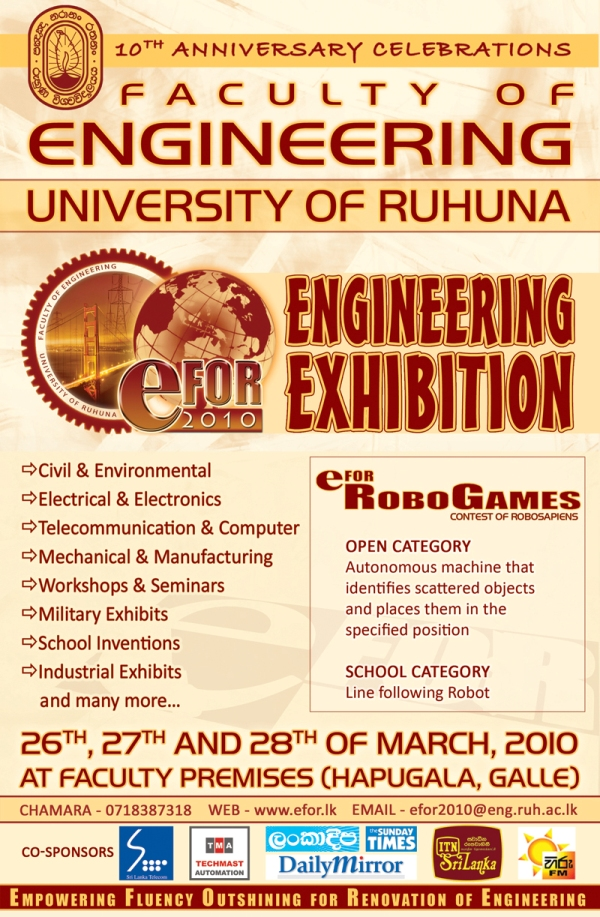 10TH ANNIVERSARY CELEBRATIONS
FACULTY OF
ENGINEERING
UNIVERSITY OF RUHUNA
FACULTY OF ENGINEERING
UNIVERSITY OF RUHUNA
eFOR
2010
ENGINEERING
EXHIBITION
⇨Civil & Environmental
⇨Electrical & Electronics
⇨Telecommunication & Computer
⇨Mechanical & Manufacturing
⇨Workshops & Seminars
⇨Military Exhibits
⇨School Inventions
⇨Industrial Exhibits
and many more...
eFOR
ROBOGAMES
CONTEST OF ROBOSAPIENS
OPEN CATEGORY
Autonomous machine that
identifies scattered objects
and places them in the
specified position
SCHOOL CATEGORY
Line following Robot
26TH, 27TH AND 28TH OF MARCH, 2010
AT FACULTY PREMISES (HAPUGALA, GALLE)
CHAMARA - 0718387318 WEB - www.efor.lk EMAIL - efor2010@eng.ruh.ac.lk
CO-SPONSORS
Sri Lanka Telecom
TMA
TECHMAST
AUTOMATION
ලංකාදීප
the SUNDAY
TIMES
DailyMirror
ITN
SriLanka
හිරු
FM
EMPOWERING FLUENCY OUTSHINING FOR RENOVATION OF ENGINEERING